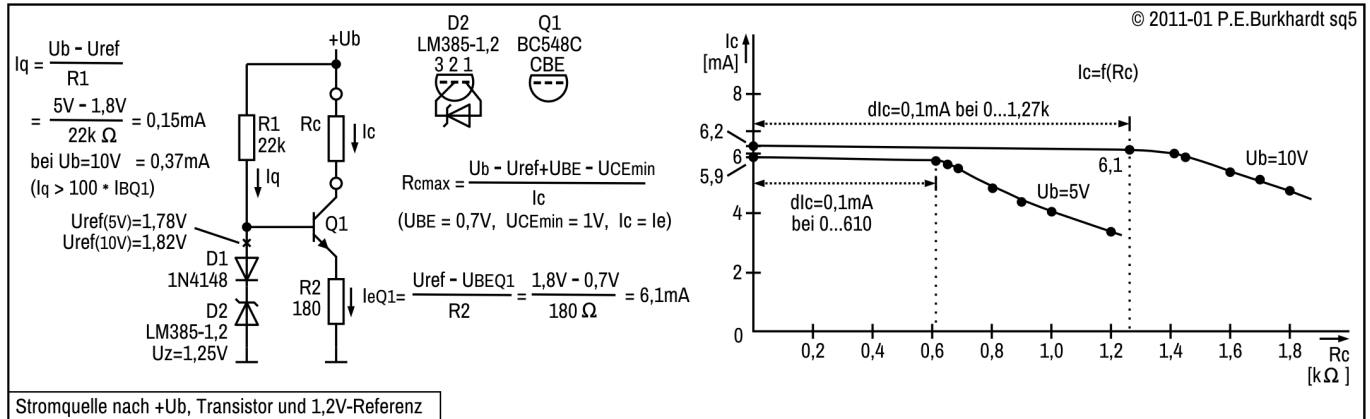 © 2011-01 P.E.Burkhardt sq5
Iq = Ub - Uref
R1
= 5V - 1,8V = 0,15mA
22k Ω
bei Ub=10V = 0,37mA
(Iq > 100 * IBQ1)
Uref(5V)=1,78V
Uref(10V)=1,82V
D1
1N4148
D2
LM385-1,2
Uz=1,25V
+Ub
R1
22k
Rc
Ic
Iq
Q1
R2
180
D2
LM385-1,2
3 2 1
Q1
BC548C
CBE
Rcmax = Ub - Uref+UBE - UCEmin
Ic
(UBE = 0,7V, UCEmin = 1V, Ic = Ie)
IeQ1= Uref - UBEQ1 = 1,8V - 0,7V = 6,1mA
R2 180 Ω
Ic
[mA]
8
6,2
6
5,9
4
2
0
Ic=f(Rc)
dIc=0,1mA bei 0...1,27k
6,1
Ub=10V
Ub=5V
dIc=0,1mA
bei 0...610
0,2 0,4 0,6 0,8 1,0 1,2 1,4 1,6 1,8 Rc
[kΩ]
Stromquelle nach +Ub, Transistor und 1,2V-Referenz